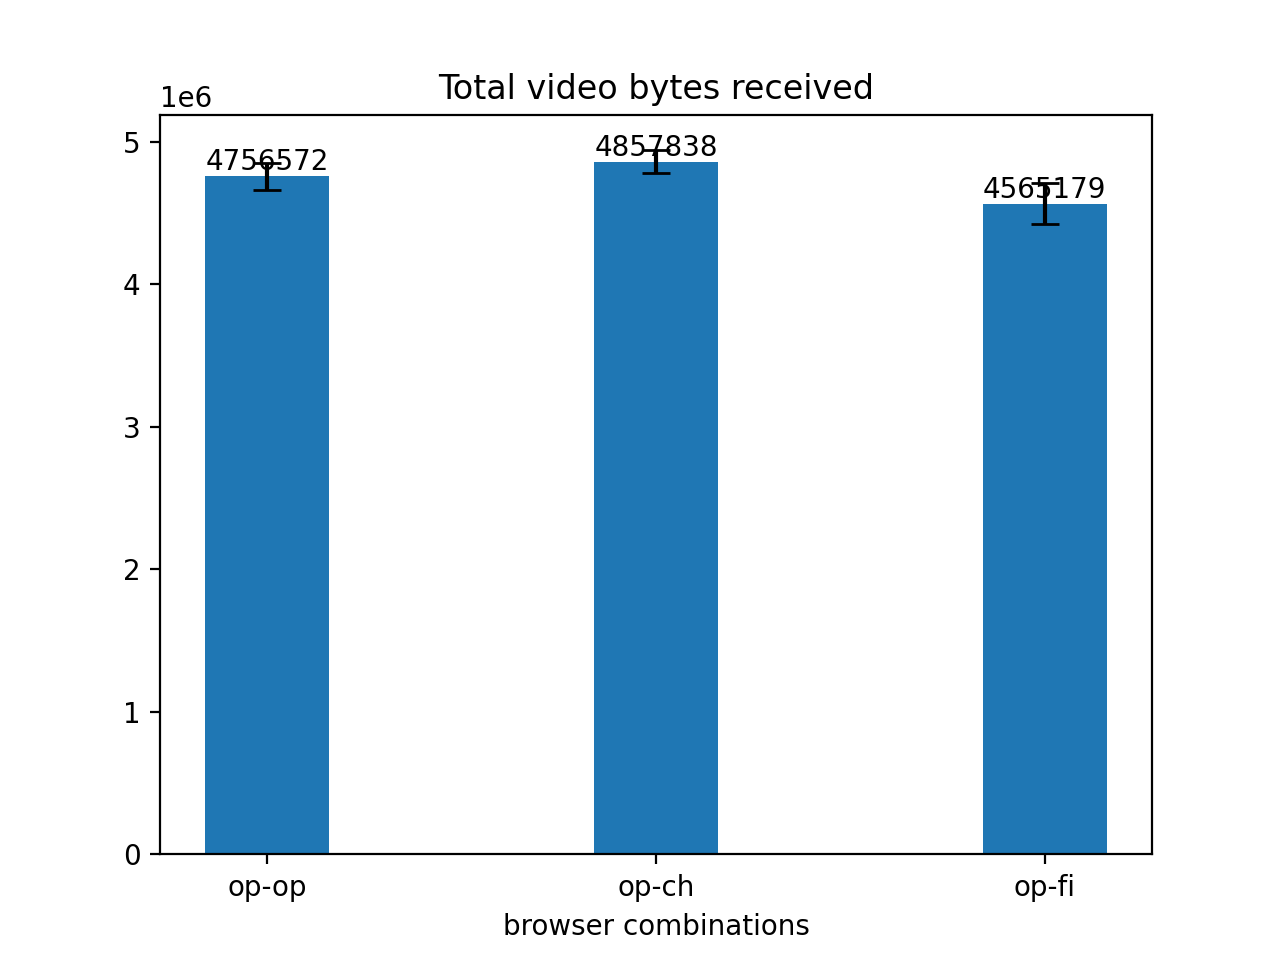 Total video bytes received
1e6
5
4
3
2
1
0
4756572
4857838
4565179
op-op
op-ch
op-fi
browser combinations